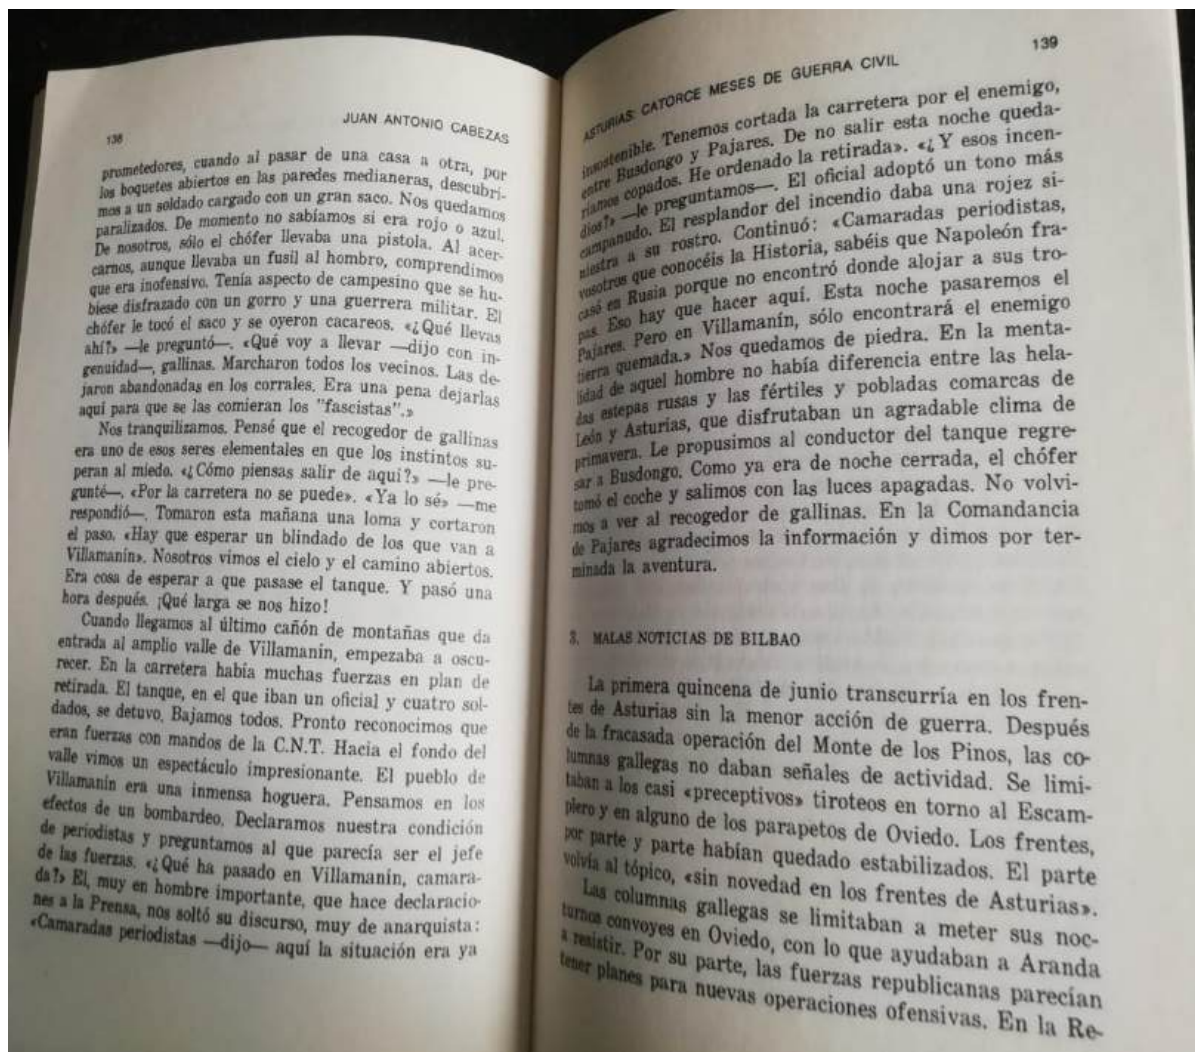 138
JUAN ANTONIO CABEZAS
prometedores, cuando al pasar de una casa a otra, por
los boquetes abiertos en las paredes medianeras, descubri-
mos a un soldado cargado con un gran saco. Nos quedamos
paralizados. De momento no sabíamos si era rojo o azul.
De nosotros, sólo el chófer llevaba una pistola. Al acer-
carnos, aunque llevaba un fusil al hombro, comprendimos
que era inofensivo. Tenía aspecto de campesino que se hu-
biese disfrazado con un gorro y una guerrera militar. El
chófer le tocó el saco y se oyeron cacareos. «¿Qué llevas
ahí?» —le preguntó—. «Qué voy a llevar —dijo con in-
genuidad—, gallinas. Marcharon todos los vecinos. Las de-
jaron abandonadas en los corrales. Era una pena dejarlas
aquí para que se las comieran los "fascistas".»
Nos tranquilizamos. Pensé que el recogedor de gallinas
era uno de esos seres elementales en que los instintos su-
peran al miedo. «¿Cómo piensas salir de aquí?» —le pre-
gunté—. «Por la carretera no se puede». «Ya lo sé» —me
respondió—. Tomaron esta mañana una loma y cortaron
el paso. «Hay que esperar un blindado de los que van a
Villamanín». Nosotros vimos el cielo y el camino abiertos.
Era cosa de esperar a que pasase el tanque. Y pasó una
hora después. ¡Qué larga se nos hizo!
Cuando llegamos al último cañón de montañas que da
entrada al amplio valle de Villamanín, empezaba a oscu-
recer. En la carretera había muchas fuerzas en plan de
retirada. El tanque, en el que iban un oficial y cuatro sol-
dados, se detuvo. Bajamos todos. Pronto reconocimos que
eran fuerzas con mandos de la C.N.T. Hacia el fondo del
valle vimos un espectáculo impresionante. El pueblo de
Villamanín era una inmensa hoguera. Pensamos en los
efectos de un bombardeo. Declaramos nuestra condición
de periodistas y preguntamos al que parecía ser el jefe
de las fuerzas. «¿Qué ha pasado en Villamanín, camara-
da?» El, muy en hombre importante, que hace declaracio-
nes a la Prensa, nos soltó su discurso, muy de anarquista:
«Camaradas periodistas —dijo— aquí la situación era ya
ASTURIAS: CATORCE MESES DE GUERRA CIVIL
139
insostenible. Tenemos cortada la carretera por el enemigo,
entre Busdongo y Pajares. De no salir esta noche queda-
ríamos copados. He ordenado la retirada». «¿Y esos incen-
dios?» —le preguntamos—. El oficial adoptó un tono más
campanudo. El resplandor del incendio daba una rojez si-
niestra a su rostro. Continuó: «Camaradas periodistas,
vosotros que conocéis la Historia, sabéis que Napoleón fra-
casó en Rusia porque no encontró donde alojar a sus tro-
pas. Eso hay que hacer aquí. Esta noche pasaremos el
Pajares. Pero en Villamanín, sólo encontrará el enemigo
tierra quemada.» Nos quedamos de piedra. En la menta-
lidad de aquel hombre no había diferencia entre las hela-
das estepas rusas y las fértiles y pobladas comarcas de
León y Asturias, que disfrutaban un agradable clima de
primavera. Le propusimos al conductor del tanque regre-
sar a Busdongo. Como ya era de noche cerrada, el chófer
tomó el coche y salimos con las luces apagadas. No volvi-
mos a ver al recogedor de gallinas. En la Comandancia
de Pajares agradecimos la información y dimos por ter-
minada la aventura.
3. MALAS NOTICIAS DE BILBAO
La primera quincena de junio transcurría en los fren-
tes de Asturias sin la menor acción de guerra. Después
de la fracasada operación del Monte de los Pinos, las co-
lumnas gallegas no daban señales de actividad. Se limi-
taban a los casi «preceptivos» tiroteos en torno al Escam-
plero y en alguno de los parapetos de Oviedo. Los frentes,
por parte y parte habían quedado estabilizados. El parte
volvía al tópico, «sin novedad en los frentes de Asturias».
Las columnas gallegas se limitaban a meter sus noc-
turnos convoyes en Oviedo, con lo que ayudaban a Aranda
a resistir. Por su parte, las fuerzas republicanas parecían
tener planes para nuevas operaciones ofensivas. En la Re-